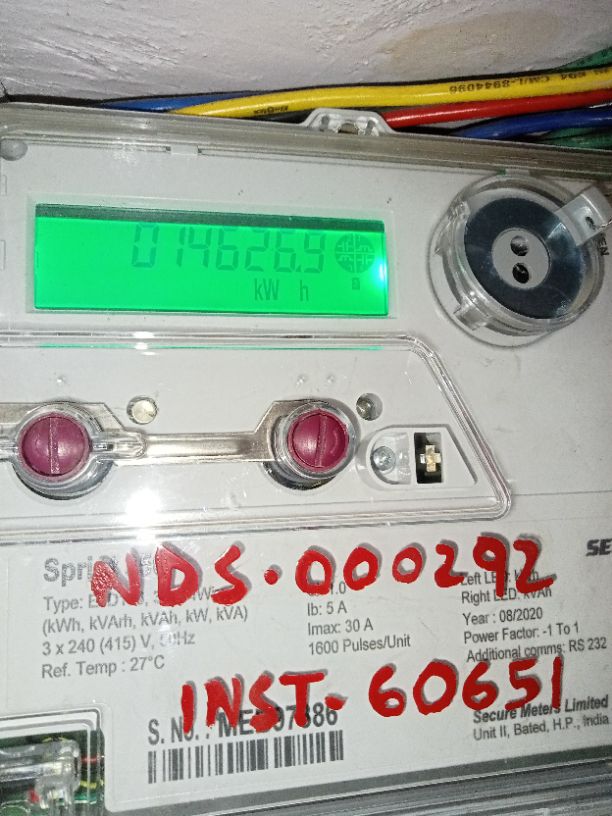 014626.9
kW h
NDS.000292
Type:
(kWh, kVArh, kVAh, kW, kVA)
3 x 240 (415) V,
Ref. Temp : 27°C
Ib: 5 A
Imax: 30 A
1600 Pulses/Unit
Right LED: kVAh
Year : 08/2020
Power Factor: -1 To 1
Additional comms: RS 232
INST-60651
S. No. :
Secure Meters Limited
Unit II, Bated, H.P., India